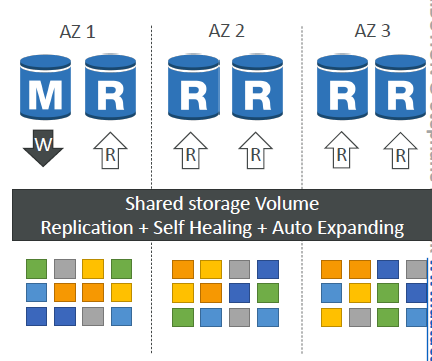 AZ 1 AZ 2 AZ 3
M R R R R R
W R R R R R
Shared storage Volume
Replication + Self Healing + Auto Expanding